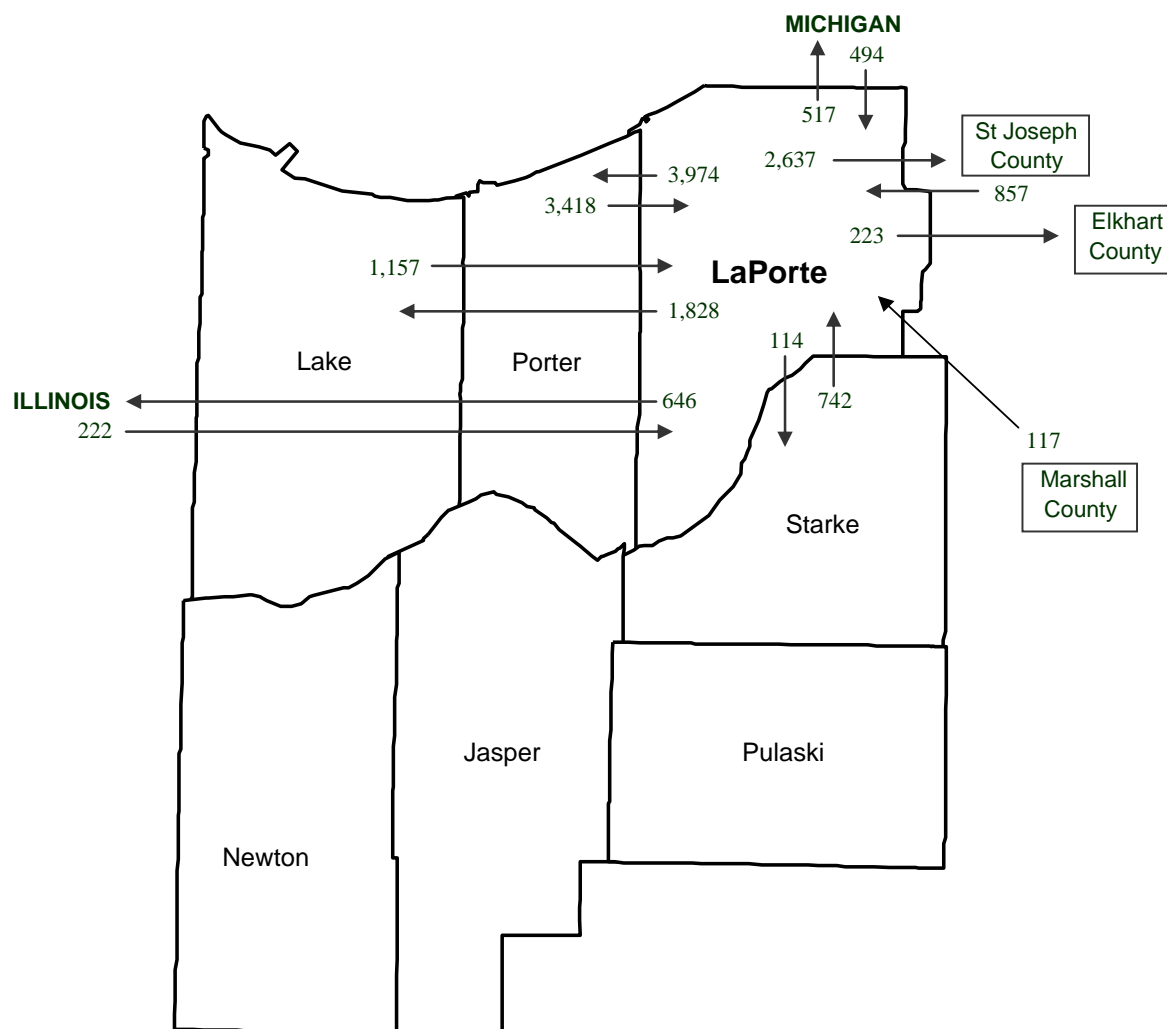 MICHIGAN
494
517
St Joseph
County
2,637
3,974
857
3,418
Elkhart
County
223
1,157
LaPorte
1,828
114
Lake
Porter
ILLINOIS
646
742
222
117
Marshall
County
Starke
Jasper
Pulaski
Newton